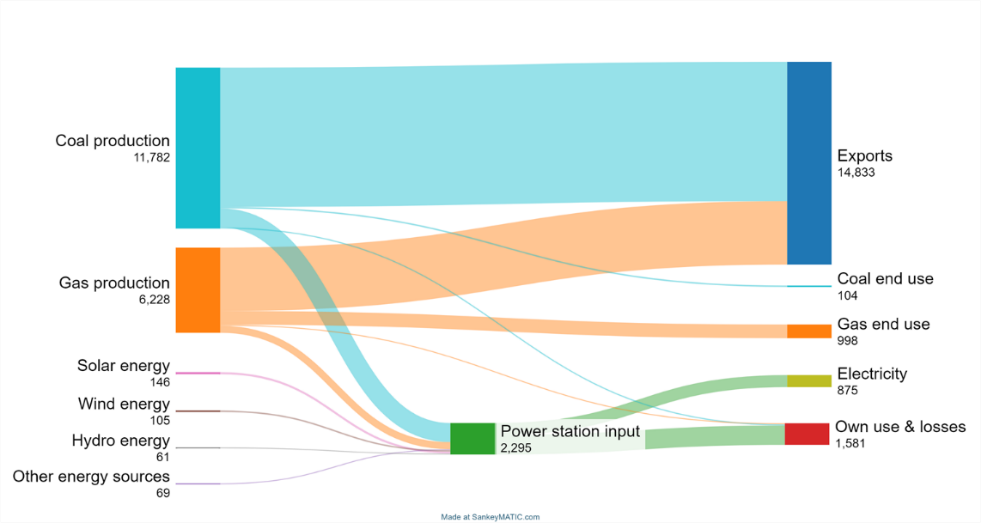 Coal production
11,782
Exports
14,833
Gas production
6,228
Coal end use
104
Gas end use
998
Solar energy
146
Electricity
875
Wind energy
105
Hydro energy
61
Power station input
2,295
Own use & losses
1,581
Other energy sources
69
Made at SankeyMATIC.com